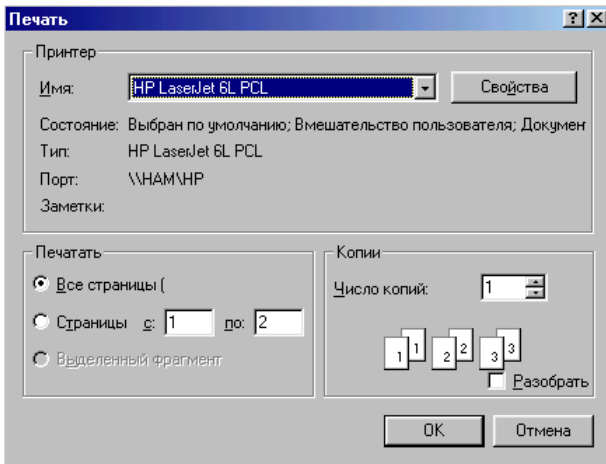 Печать
Принтер
Имя: HP LaserJet 6L PCL Свойства
Состояние: Выбран по умолчанию; Вмешательство пользователя; Докумен
Тип: HP LaserJet 6L PCL
Порт: \\HAM\HP
Заметки:
Печатать
Все страницы (
Страницы с: 1 по: 2
Выделенный фрагмент
Копии
Число копий: 1
1 1 2 2 3 3
Разобрать
OK Отмена